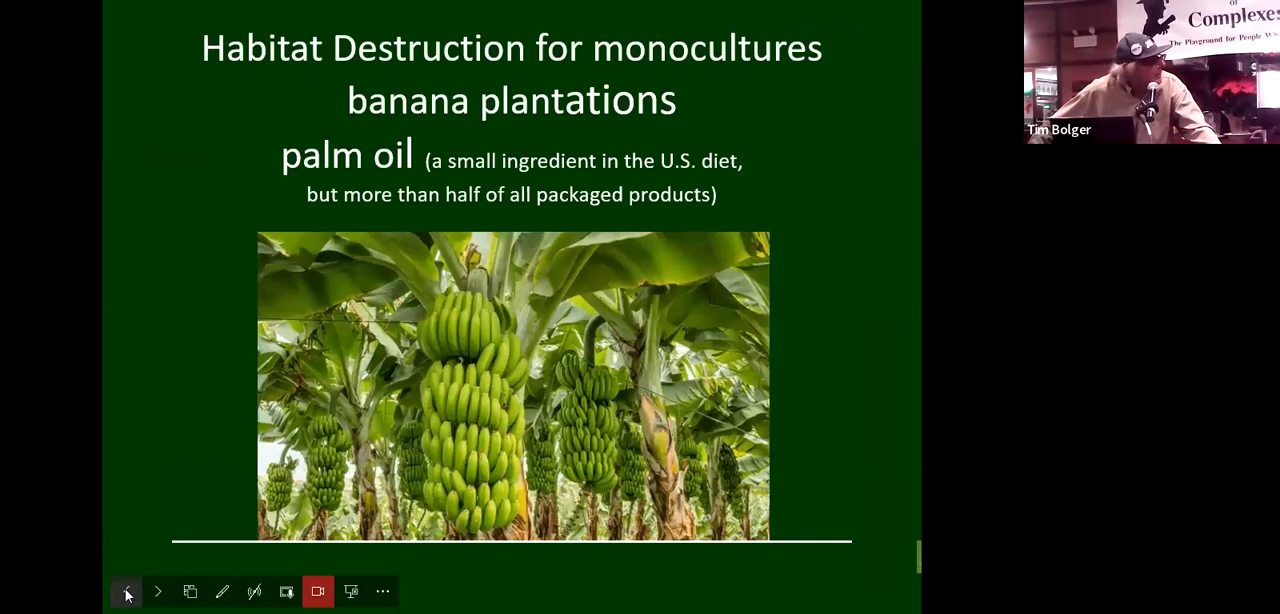 Habitat Destruction for monocultures
banana plantations
palm oil (a small ingredient in the U.S. diet,
but more than half of all packaged products)
of
Complexes
The Playground for People
Tim Bolger